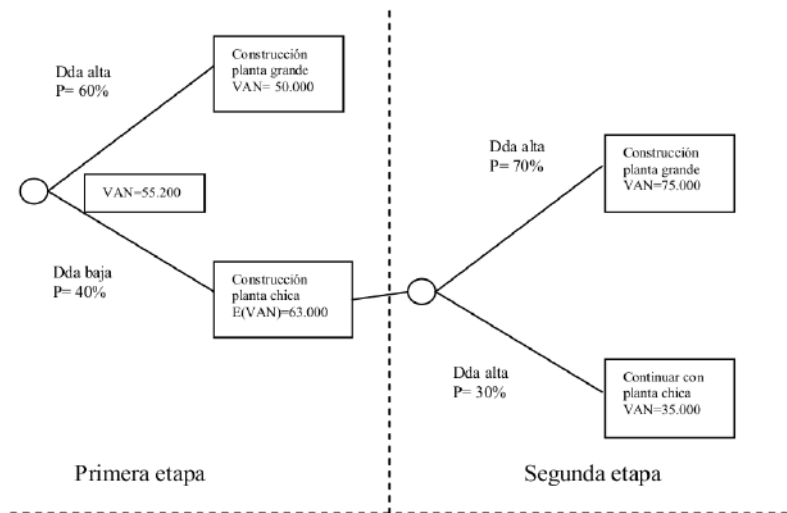 Dda alta
P= 60%
Construcción
planta grande
VAN= 50.000
VAN=55.200
Dda baja
P= 40%
Construcción
planta chica
E(VAN)=63.000
Primera etapa
Dda alta
P= 70%
Construcción
planta grande
VAN=75.000
Dda alta
P= 30%
Continuar con
planta chica
VAN=35.000
Segunda etapa